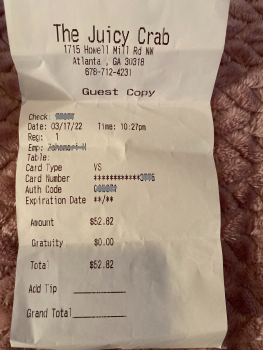 The Juicy Crab
1715 Howell Mill Rd NW
Atlanta , GA 30318
678-712-4231
Guest Copy
Check:
Date: 03/17/22 Time: 10:27pm
Reg: 1
Emp:
Table:
Card Type VS
Card Number
Auth Code
Expiration Date **/**
Amount $52.82
Gratuity $0.00
Total $52.82
Add Tip
Grand Total